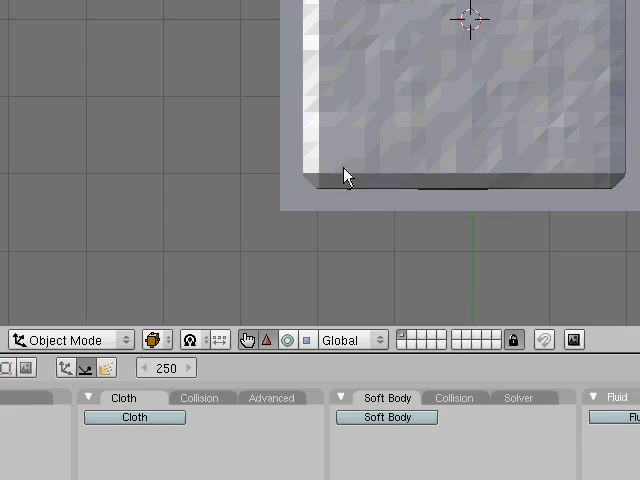 Object Mode Global
250
Cloth Collision Advanced Soft Body Collision Solver Fluid
Cloth Soft Body